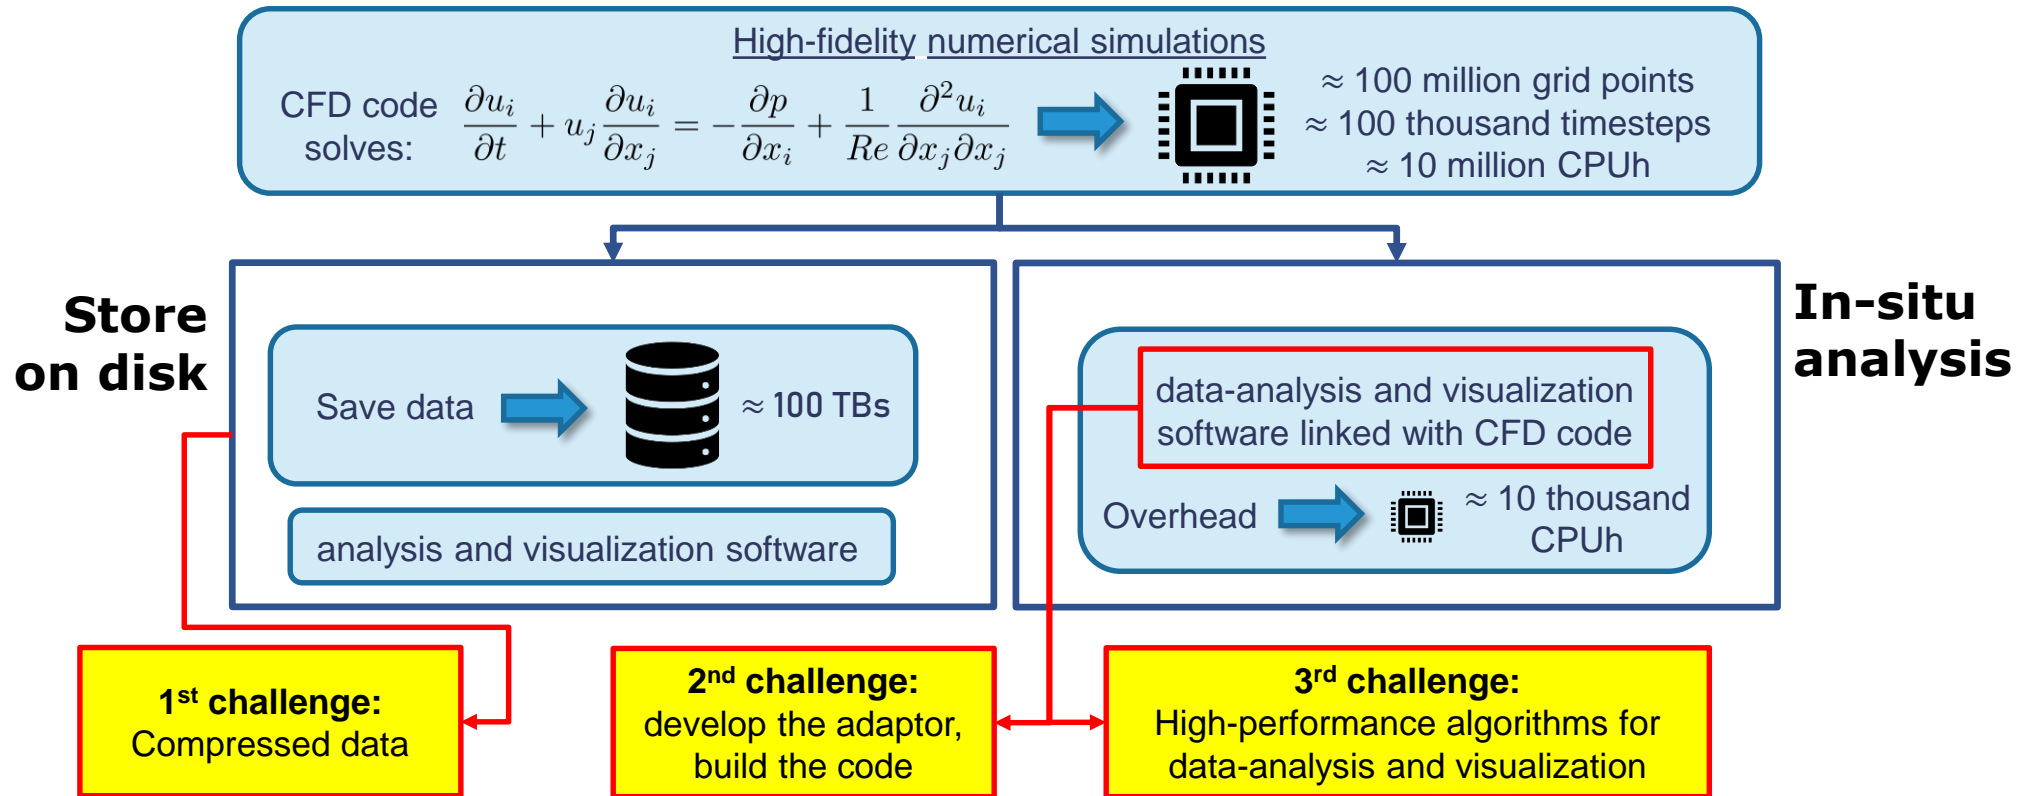 High-fidelity numerical simulations
CFD code
solves:
∂u_i/∂t + u_j ∂u_i/∂x_j = −∂p/∂x_i + 1/Re ∂²u_i/∂x_j∂x_j
≈ 100 million grid points
≈ 100 thousand timesteps
≈ 10 million CPUh
Store
on disk
Save data
≈ 100 TBs
analysis and visualization software
In-situ
analysis
data-analysis and visualization
software linked with CFD code
Overhead
≈ 10 thousand
CPUh
1st challenge:
Compressed data
2nd challenge:
develop the adaptor,
build the code
3rd challenge:
High-performance algorithms for
data-analysis and visualization